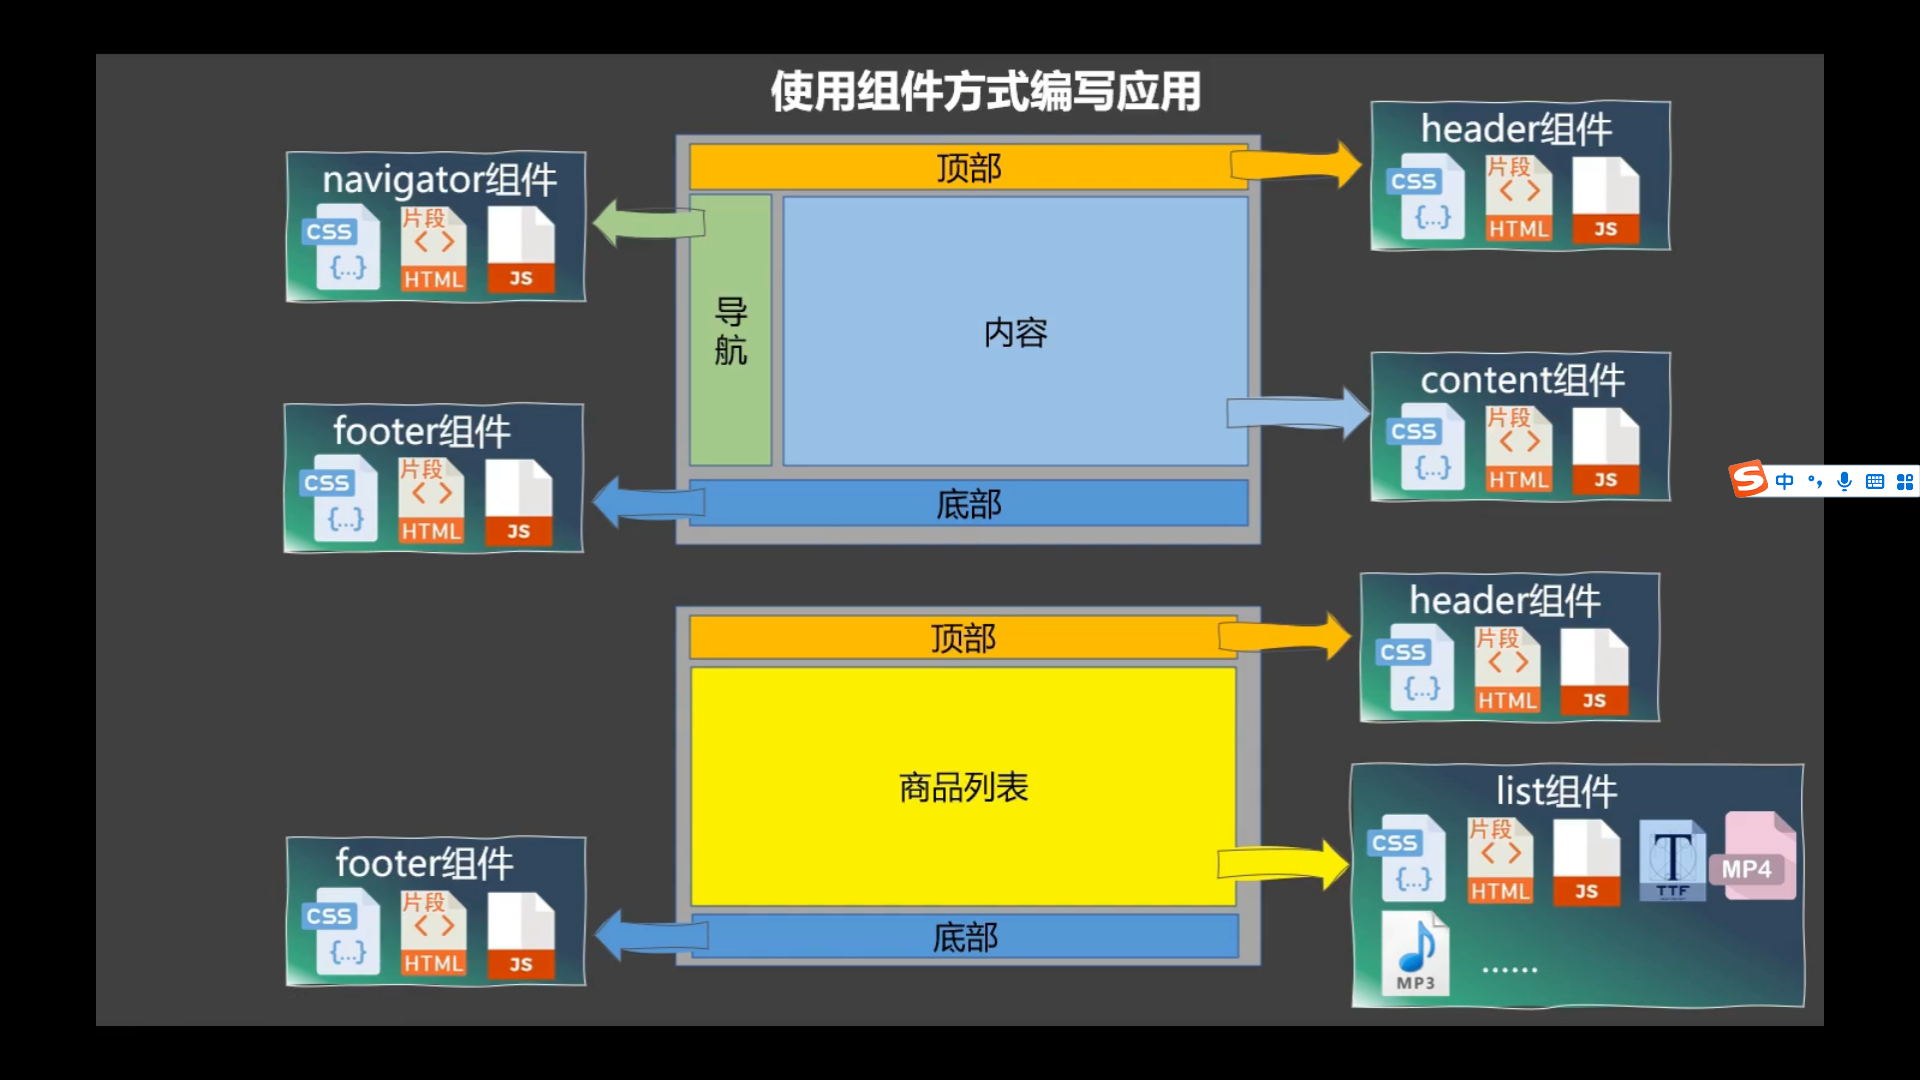 使用组件方式编写应用
navigator组件
CSS
{...}
片段
<>
HTML
JS
顶部
header组件
CSS
{...}
片段
<>
HTML
JS
导
航
内容
footer组件
CSS
{...}
片段
<>
HTML
JS
底部
content组件
CSS
{...}
片段
<>
HTML
JS
中
顶部
header组件
CSS
{...}
片段
<>
HTML
JS
商品列表
list组件
CSS
{...}
片段
<>
HTML
JS
T
TTF
MP4
MP3
······
footer组件
CSS
{...}
片段
<>
HTML
JS
底部